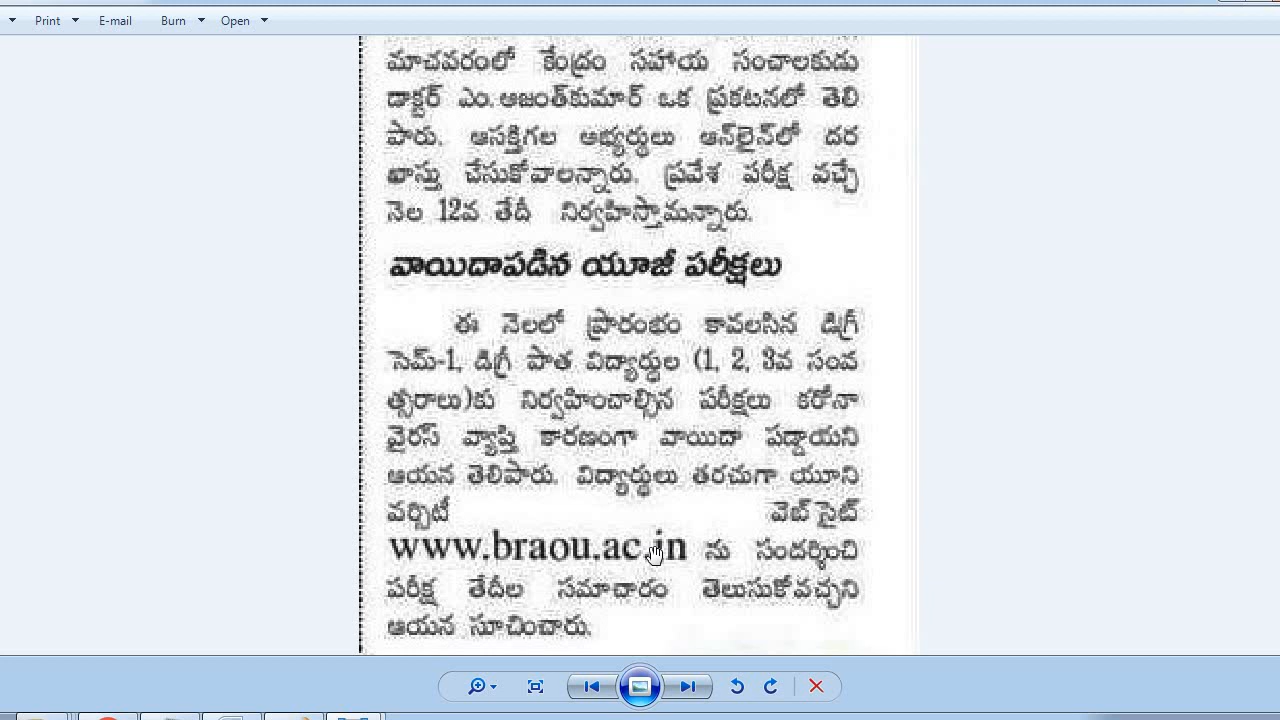 Print E-mail Burn Open
మాచవరంలో కేంద్రం సహాయ సంచాలకుడు
డాక్టర్ ఎం.అజంత్‌కుమార్ ఒక ప్రకటనలో తెలి
పారు. ఆసక్తిగల అభ్యర్థులు ఆన్‌లైన్‌లో దర
ఖాస్తు చేసుకోవాలన్నారు. ప్రవేశ పరీక్ష వచ్చే
నెల 12వ తేదీ నిర్వహిస్తామన్నారు.
వాయిదాపడిన యూజీ పరీక్షలు
ఈ నెలలో ప్రారంభం కావలసిన డిగ్రీ
సెమ్-1, డిగ్రీ పాత విద్యార్థుల (1, 2, 3వ సంవ
త్సరాలు)కు నిర్వహించాల్సిన పరీక్షలు కరోనా
వైరస్ వ్యాప్తి కారణంగా వాయిదా పడ్డాయని
ఆయన తెలిపారు. విద్యార్థులు తరచుగా యూని
వర్సిటీ వెబ్‌సైట్
www.braou.ac.in ను సందర్శించి
పరీక్ష తేదీల సమాచారం తెలుసుకోవచ్చని
ఆయన సూచించారు.